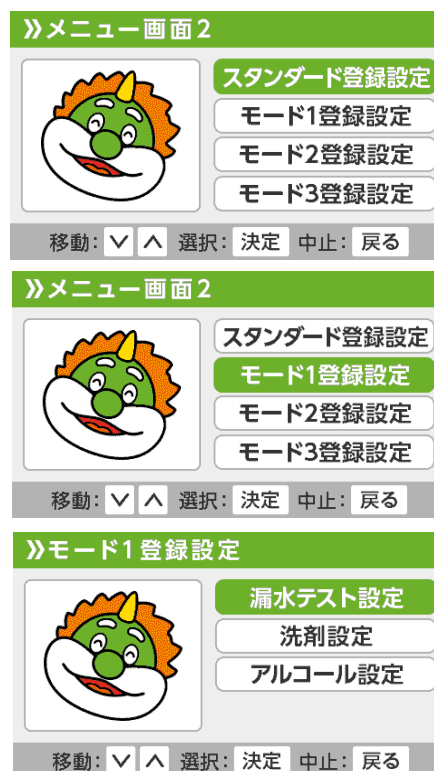 》メニュー画面2
スタンダード登録設定
モード1登録設定
モード2登録設定
モード3登録設定
移動: ∨ ∧ 選択: 決定 中止: 戻る
》メニュー画面2
スタンダード登録設定
モード1登録設定
モード2登録設定
モード3登録設定
移動: ∨ ∧ 選択: 決定 中止: 戻る
》モード1登録設定
漏水テスト設定
洗剤設定
アルコール設定
移動: ∨ ∧ 選択: 決定 中止: 戻る